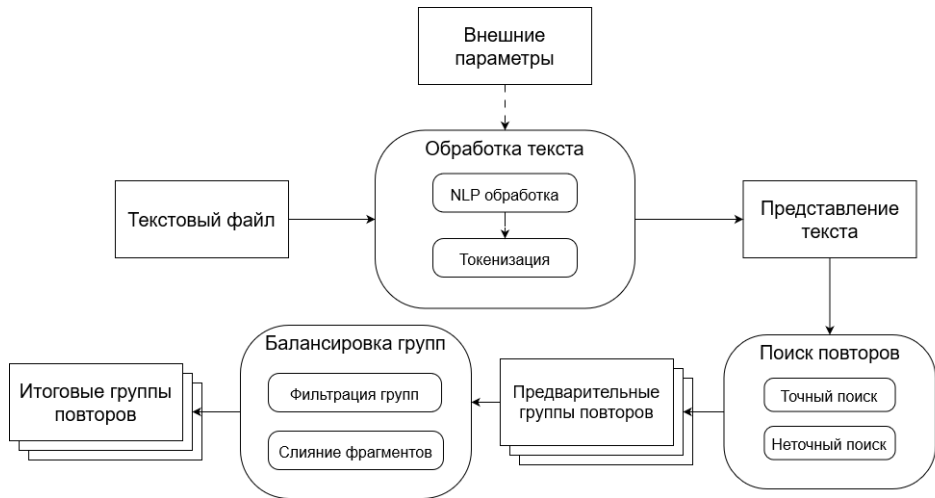 Внешние
параметры
Обработка текста
NLP обработка
Токенизация
Текстовый файл
Представление
текста
Поиск повторов
Точный поиск
Неточный поиск
Предварительные
группы повторов
Балансировка групп
Фильтрация групп
Слияние фрагментов
Итоговые группы
повторов